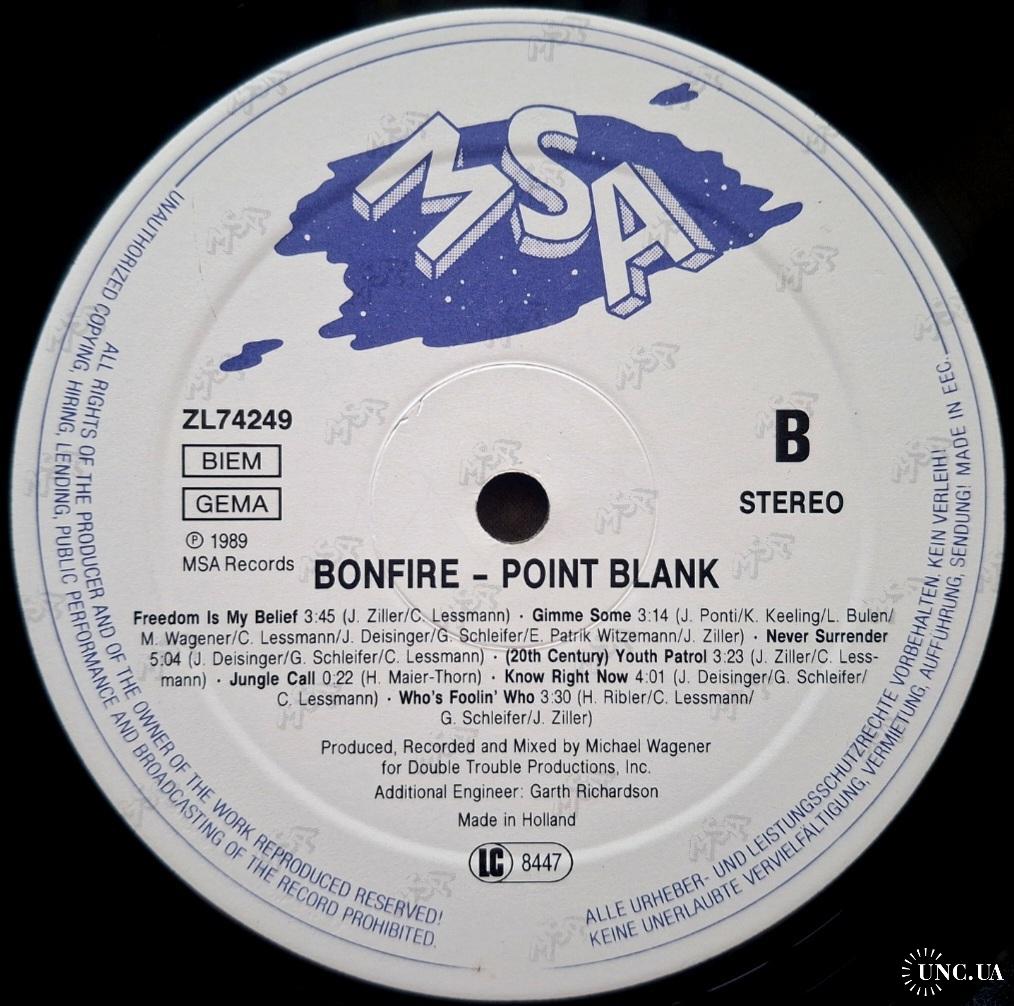 MSA
ZL74249
BIEM
GEMA
℗ 1989
MSA Records
B
STEREO
BONFIRE – POINT BLANK
Freedom Is My Belief 3:45 (J. Ziller/C. Lessmann) · Gimme Some 3:14 (J. Ponti/K. Keeling/L. Bulen/
M. Wagener/C. Lessmann/J. Deisinger/G. Schleifer/E. Patrik Witzemann/J. Ziller) · Never Surrender
5:04 (J. Deisinger/G. Schleifer/C. Lessmann) · (20th Century) Youth Patrol 3:23 (J. Ziller/C. Less-
mann) · Jungle Call 0:22 (H. Maier-Thorn) · Know Right Now 4:01 (J. Deisinger/G. Schleifer/
C. Lessmann) · Who's Foolin' Who 3:30 (H. Ribler/C. Lessmann/
G. Schleifer/J. Ziller)
Produced, Recorded and Mixed by Michael Wagener
for Double Trouble Productions, Inc.
Additional Engineer: Garth Richardson
Made in Holland
LC 8447
ALL RIGHTS OF THE PRODUCER AND OF THE OWNER OF THE WORK REPRODUCED RESERVED!
UNAUTHORIZED COPYING, HIRING, LENDING, PUBLIC PERFORMANCE AND BROADCASTING OF THE RECORD PROHIBITED.
ALLE URHEBER- UND LEISTUNGSSCHUTZRECHTE VORBEHALTEN, KEIN VERLEIH!
KEINE UNERLAUBTE VERVIELFÄLTIGUNG, VERMIETUNG, AUFFÜHRUNG, SENDUNG! MADE IN EEC.
UNC.UA